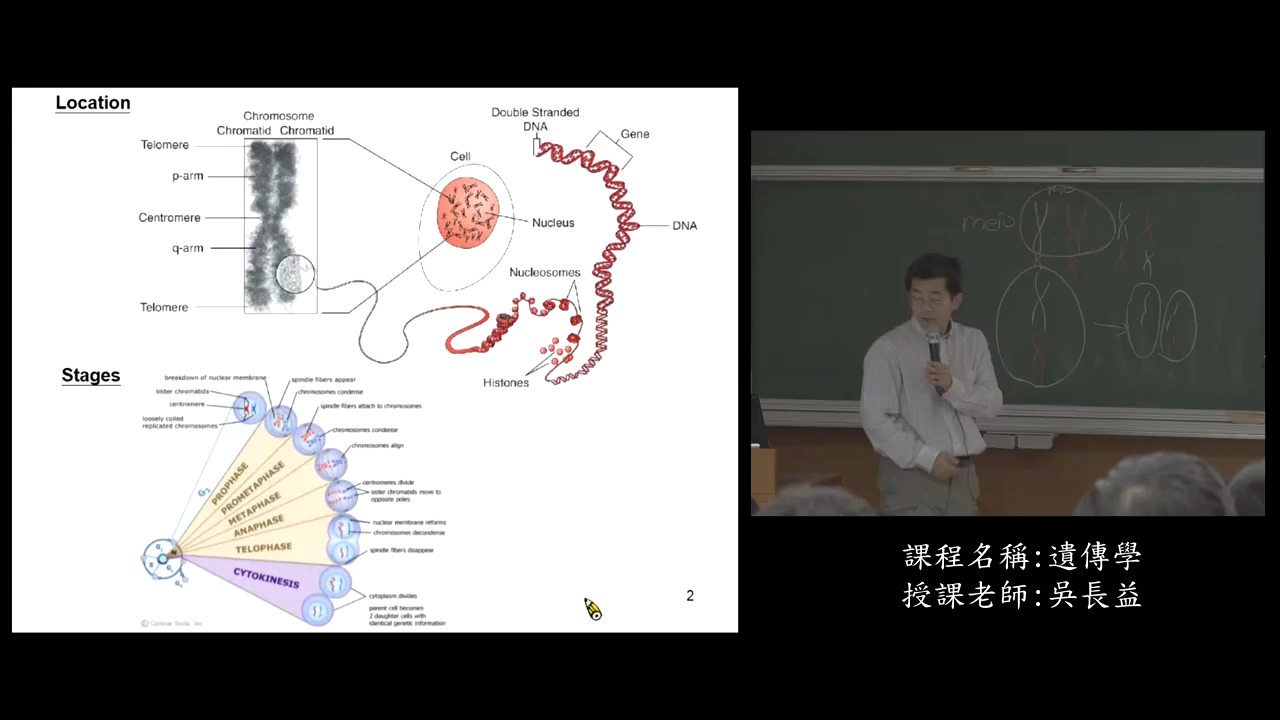 Location
Chromosome
Chromatid Chromatid
Telomere
p-arm
Centromere
q-arm
Telomere
Cell
Nucleus
Double Stranded
DNA
Gene
DNA
Nucleosomes
Histones
Stages
breakdown of nuclear membrane
spindle fibers appear
sister chromatids
chromosomes condense
centromere
spindle fibers attach to chromosomes
loosely coiled
replicated chromosomes
chromosomes condense
chromosomes align
centromeres divide
sister chromatids move to
opposite poles
nuclear membrane reforms
chromosomes decondense
spindle fibers disappear
PROPHASE
PROMETAPHASE
METAPHASE
ANAPHASE
TELOPHASE
CYTOKINESIS
cytoplasm divides
parent cell becomes
2 daughter cells with
identical genetic information
2
meio
課程名稱:遺傳學
授課老師:吳長益